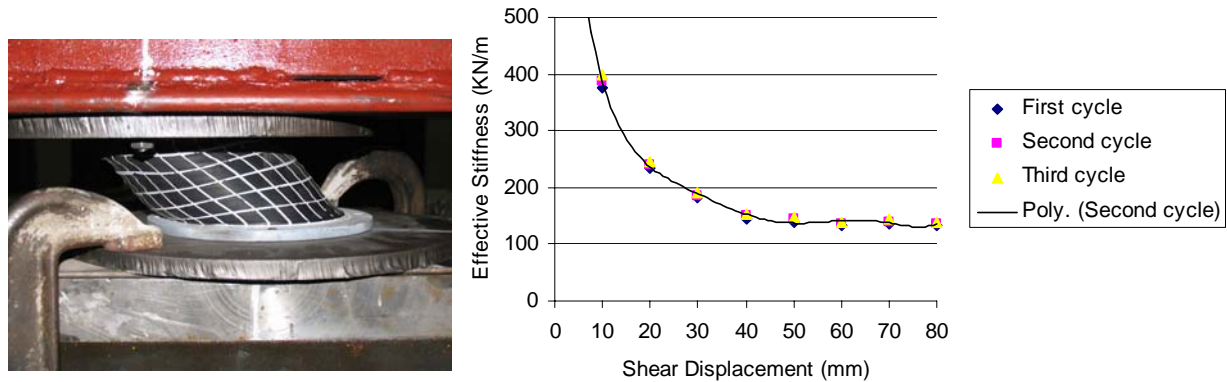 500
400
300
200
100
0
0 10 20 30 40 50 60 70 80
Effective Stiffness (KN/m
Shear Displacement (mm)
First cycle
Second cycle
Third cycle
Poly. (Second cycle)